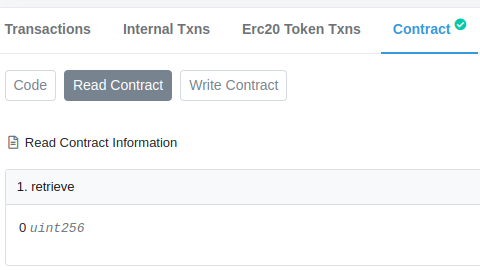 Transactions Internal Txns Erc20 Token Txns Contract
Code Read Contract Write Contract
Read Contract Information
1. retrieve
0 uint256